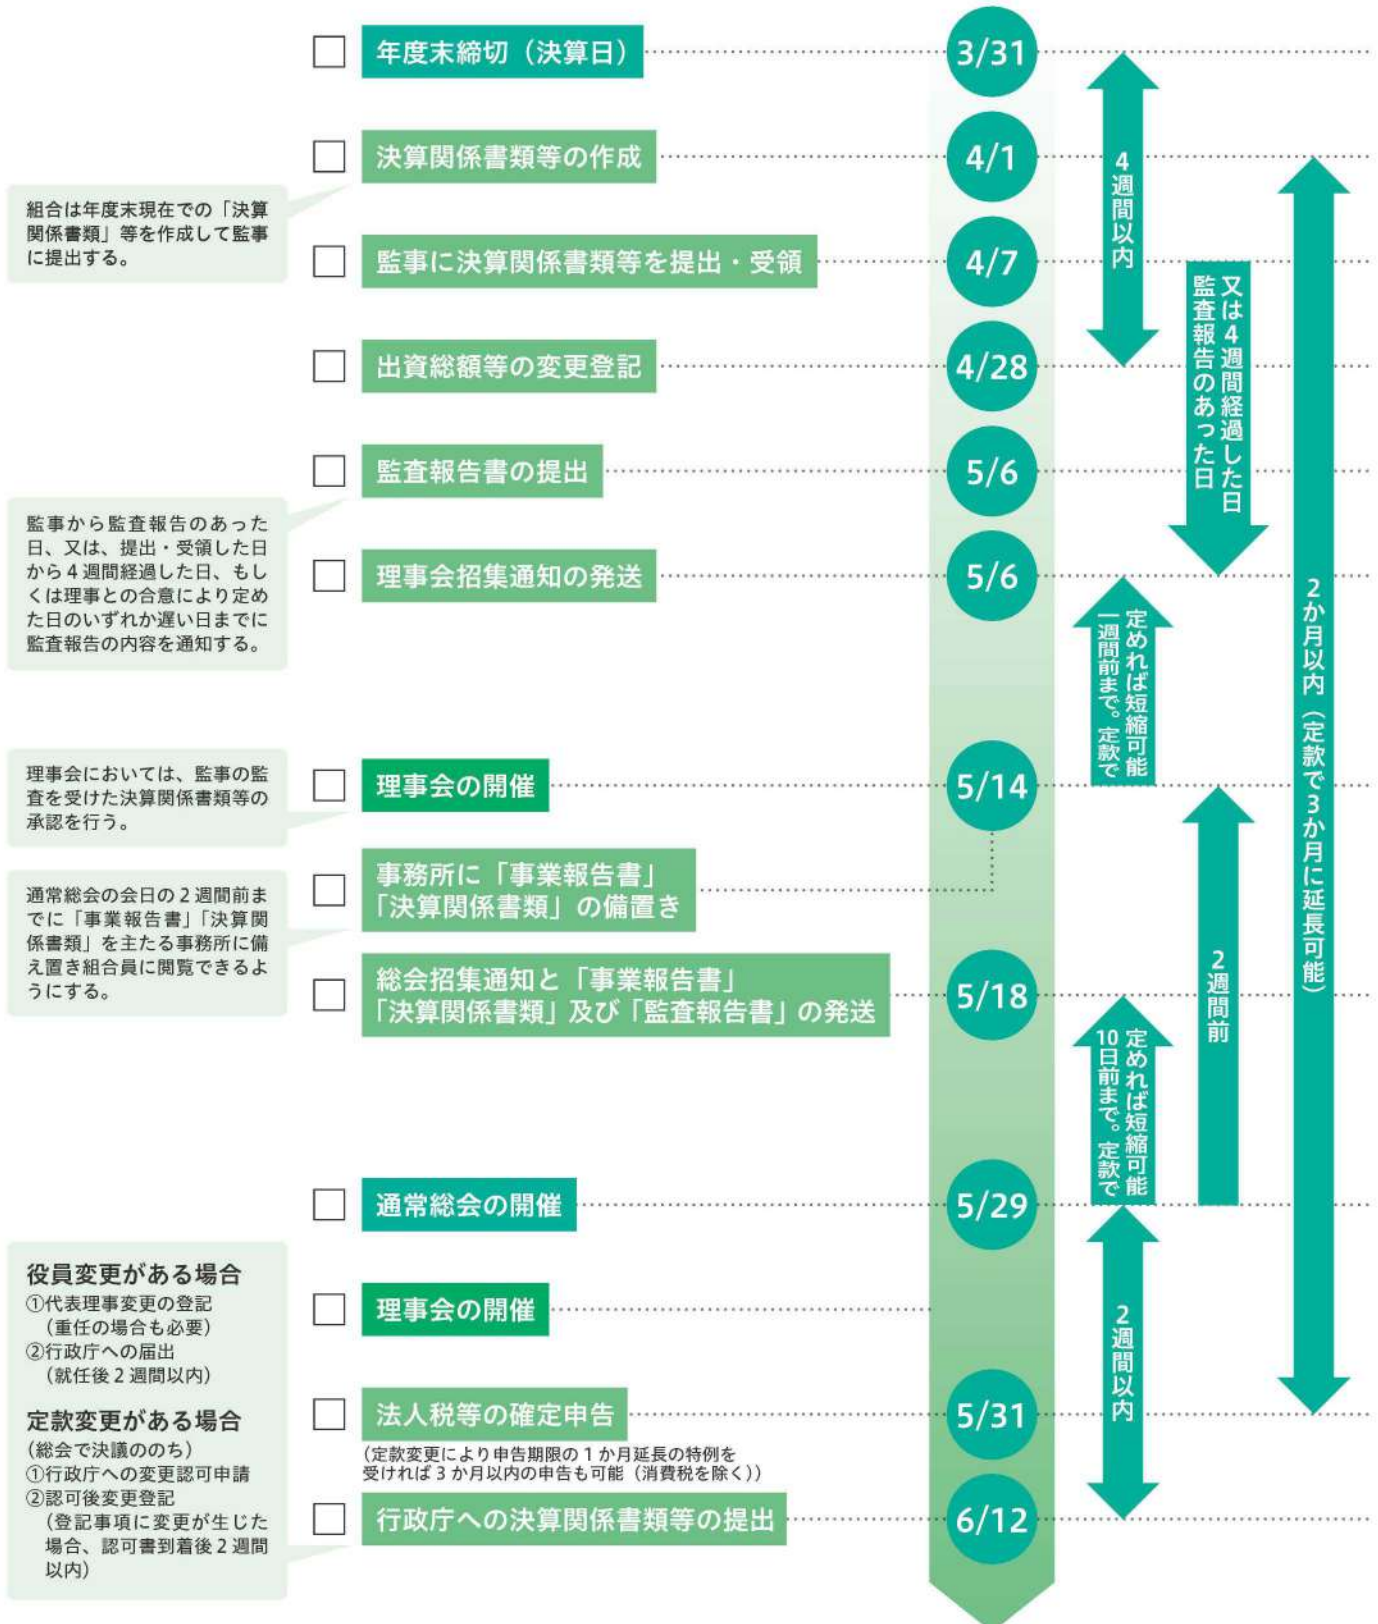 年度末締切（決算日）
3/31
決算関係書類等の作成
4/1
組合は年度末現在での「決算
関係書類」等を作成して監事
に提出する。
監事に決算関係書類等を提出・受領
4/7
4週間以内
出資総額等の変更登記
4/28
監査報告のあった日
又は4週間経過した日
監査報告書の提出
5/6
監事から監査報告のあった
日、又は、提出・受領した日
から4週間経過した日、もし
くは理事との合意により定め
た日のいずれか遅い日までに
監査報告の内容を通知する。
理事会招集通知の発送
5/6
一週間前まで。定款で
定めれば短縮可能
2か月以内（定款で3か月に延長可能）
理事会においては、監事の監
査を受けた決算関係書類等の
承認を行う。
理事会の開催
5/14
事務所に「事業報告書」
「決算関係書類」の備置き
通常総会の会日の2週間前ま
でに「事業報告書」「決算関
係書類」を主たる事務所に備
え置き組合員に閲覧できるよ
うにする。
総会招集通知と「事業報告書」
「決算関係書類」及び「監査報告書」の発送
5/18
2週間前
10日前まで。定款で
定めれば短縮可能
通常総会の開催
5/29
役員変更がある場合
①代表理事変更の登記
（重任の場合も必要）
②行政庁への届出
（就任後2週間以内）
定款変更がある場合
（総会で決議ののち）
①行政庁への変更認可申請
②認可後変更登記
（登記事項に変更が生じた
場合、認可書到着後2週間
以内）
理事会の開催
2週間以内
法人税等の確定申告
5/31
（定款変更により申告期限の1か月延長の特例を
受ければ3か月以内の申告も可能（消費税を除く））
行政庁への決算関係書類等の提出
6/12